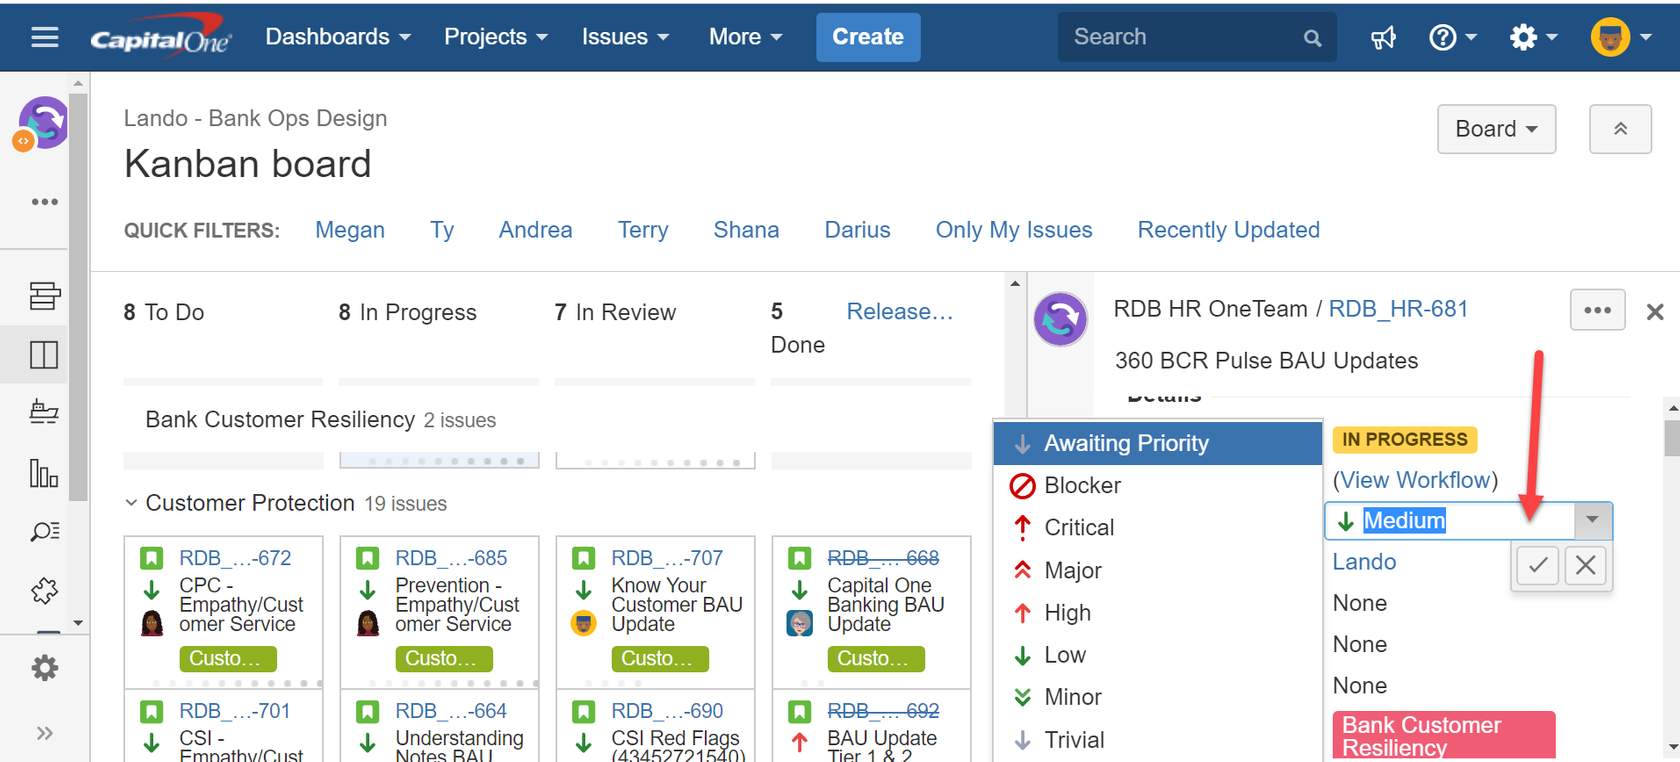 CapitalOne
Dashboards Projects Issues More Create Search
Lando - Bank Ops Design
Kanban board
Board
QUICK FILTERS: Megan Ty Andrea Terry Shana Darius Only My Issues Recently Updated
8 To Do
8 In Progress
7 In Review
5 Done
Release…
Bank Customer Resiliency 2 issues
Customer Protection 19 issues
RDB_…-672
CPC -
Empathy/Cust
omer Service
Custo…
RDB_…-685
Prevention -
Empathy/Cust
omer Service
Custo…
RDB_…-707
Know Your
Customer BAU
Update
Custo…
RDB_…-668
Capital One
Banking BAU
Update
Custo…
RDB_…-701
CSI -
Empathy/Cust
RDB_…-664
Understanding
Notes BAU
RDB_…-690
CSI Red Flags
(43452721540)
RDB_…-692
BAU Update
Tier 1 & 2
RDB HR OneTeam / RDB_HR-681
360 BCR Pulse BAU Updates
Details
Awaiting Priority
Blocker
Critical
Major
High
Low
Minor
Trivial
IN PROGRESS
(View Workflow)
Medium
Lando
None
None
None
Bank Customer
Resiliency